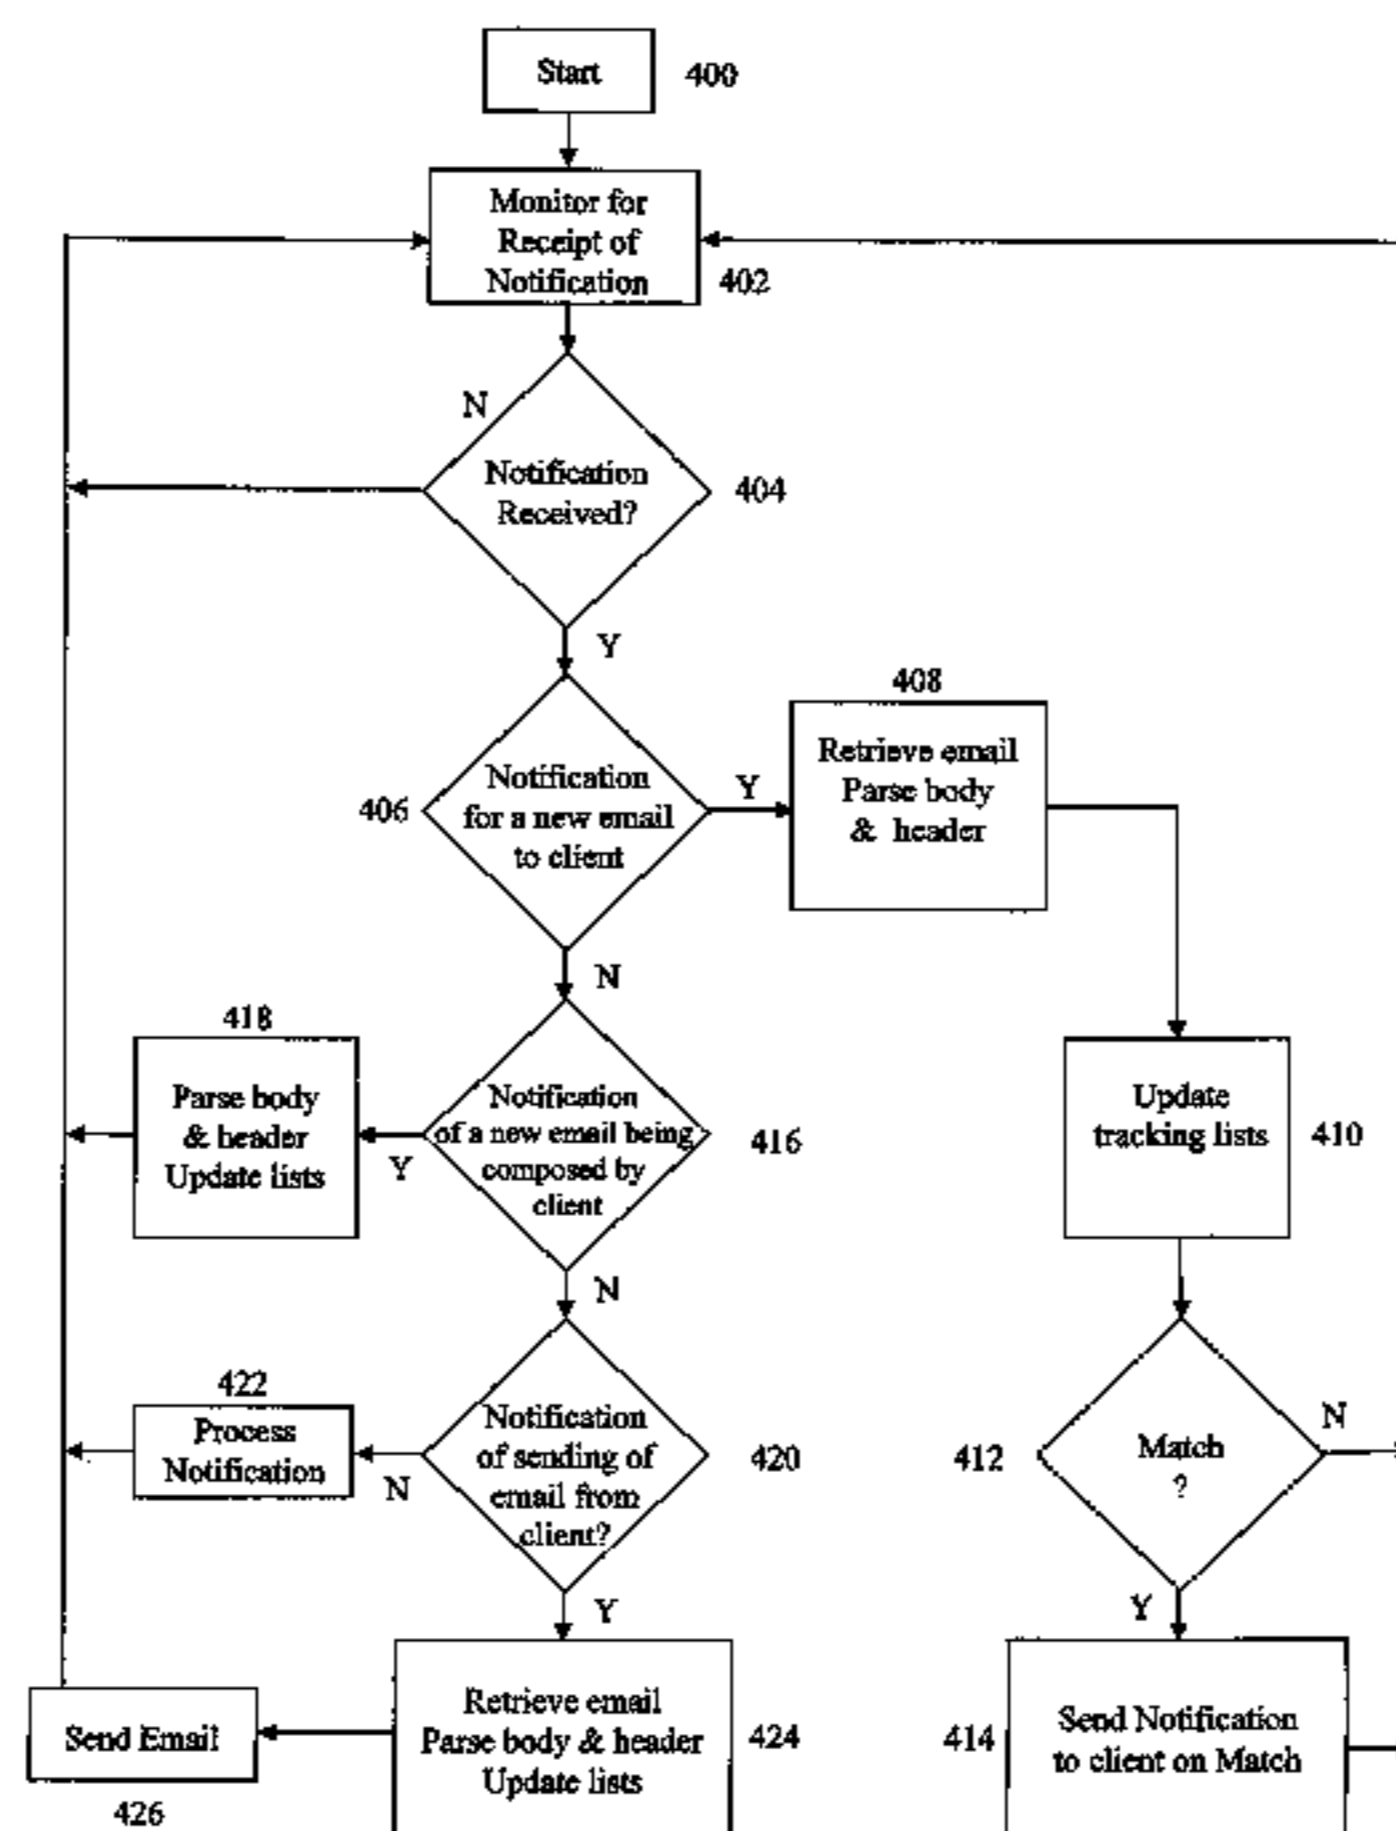 Start
400
Monitor for
Receipt of
Notification
402
N
Notification
Received?
404
Y
408
Retrieve email
Parse body
& header
Y
406
Notification
for a new email
to client
N
418
Parse body
& header
Update lists
Y
Notification
of a new email being
composed by
client
416
Update
tracking lists
410
N
422
Process
Notification
N
Notification
of sending of
email from
client?
420
412
Match
?
N
Y
Y
Send Email
426
Retrieve email
Parse body & header
Update lists
424
414
Send Notification
to client on Match